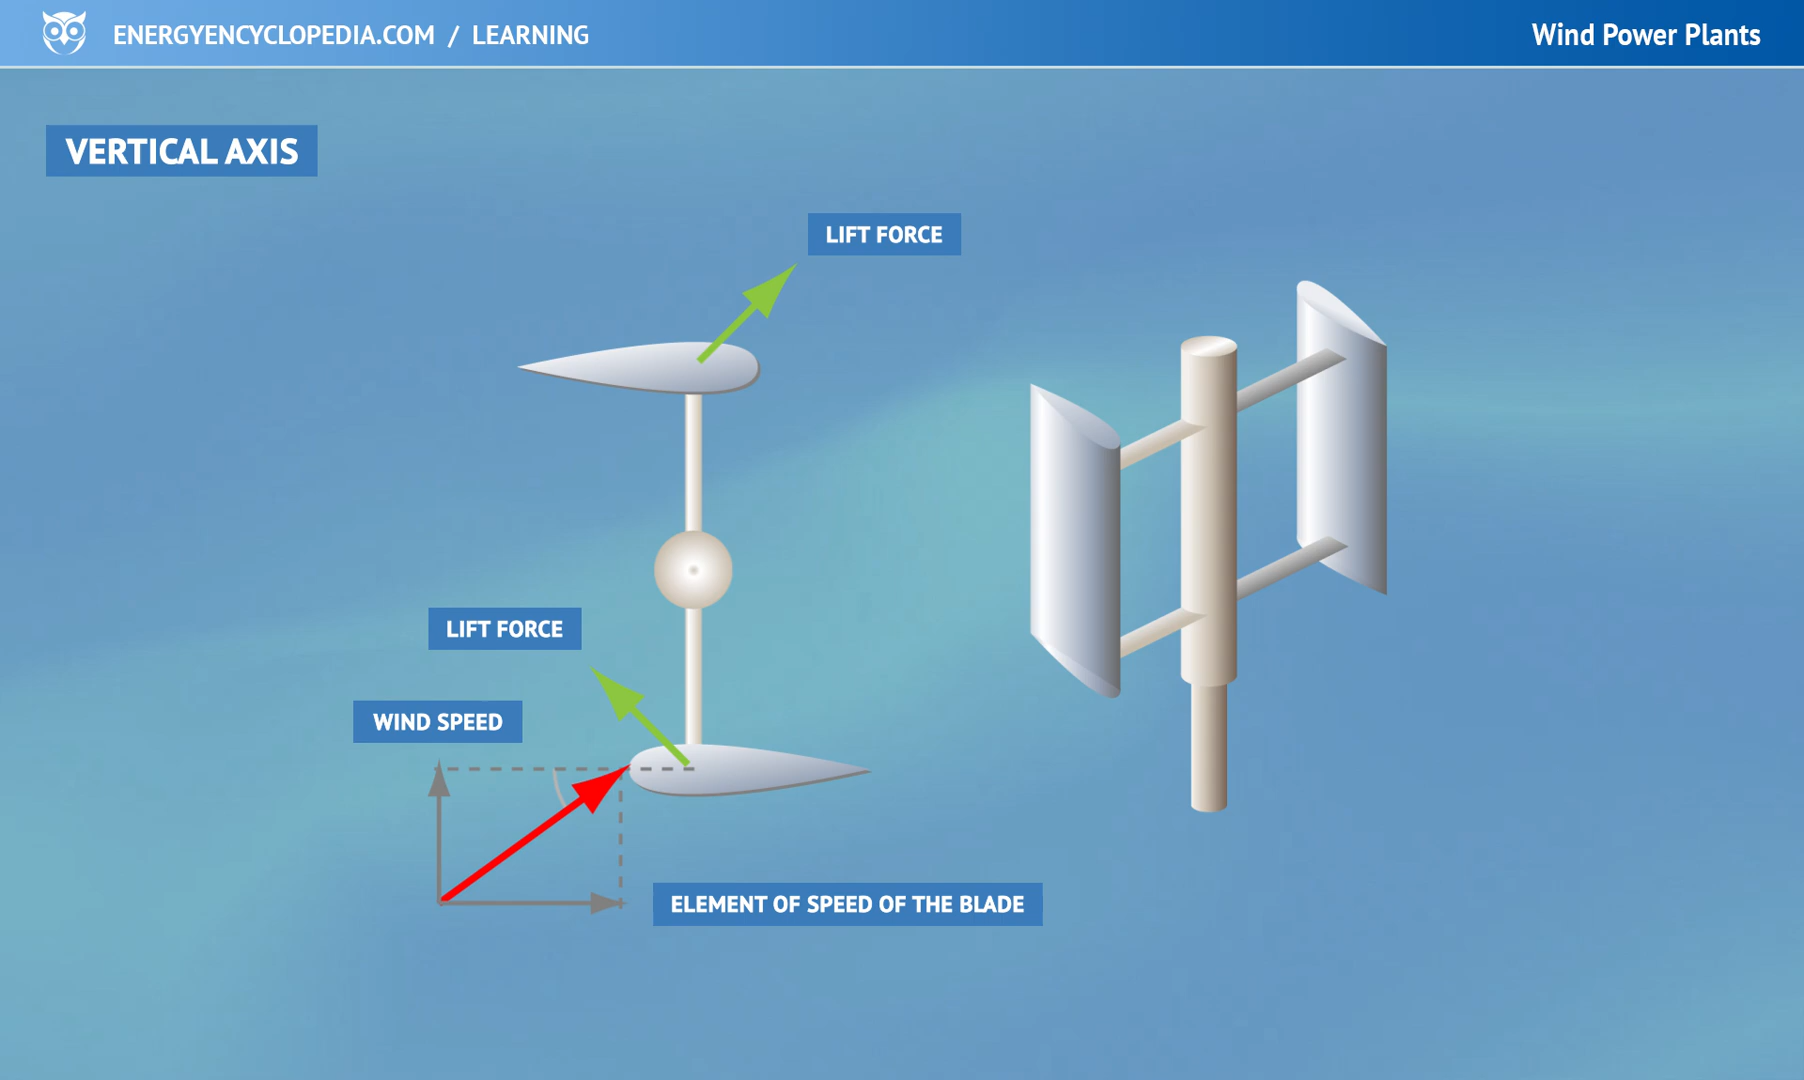 ENERGYENCYCLOPEDIA.COM / LEARNING
Wind Power Plants
VERTICAL AXIS
LIFT FORCE
LIFT FORCE
WIND SPEED
ELEMENT OF SPEED OF THE BLADE